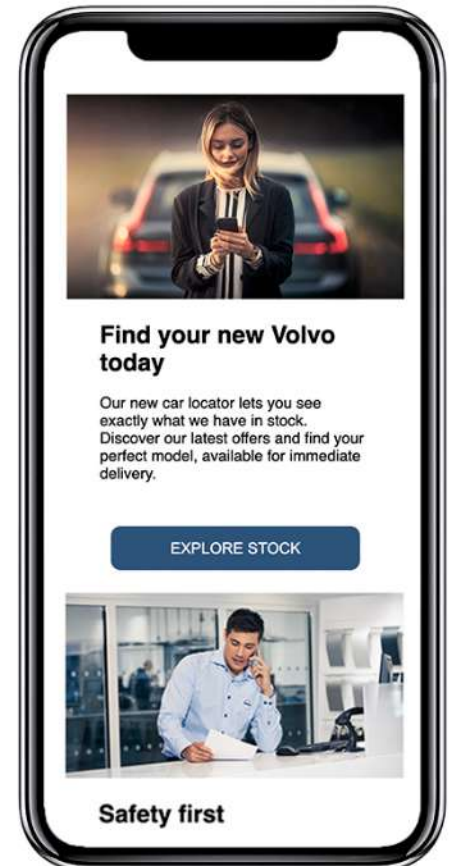 Find your new Volvo
today
Our new car locator lets you see
exactly what we have in stock.
Discover our latest offers and find your
perfect model, available for immediate
delivery.
EXPLORE STOCK
Safety first